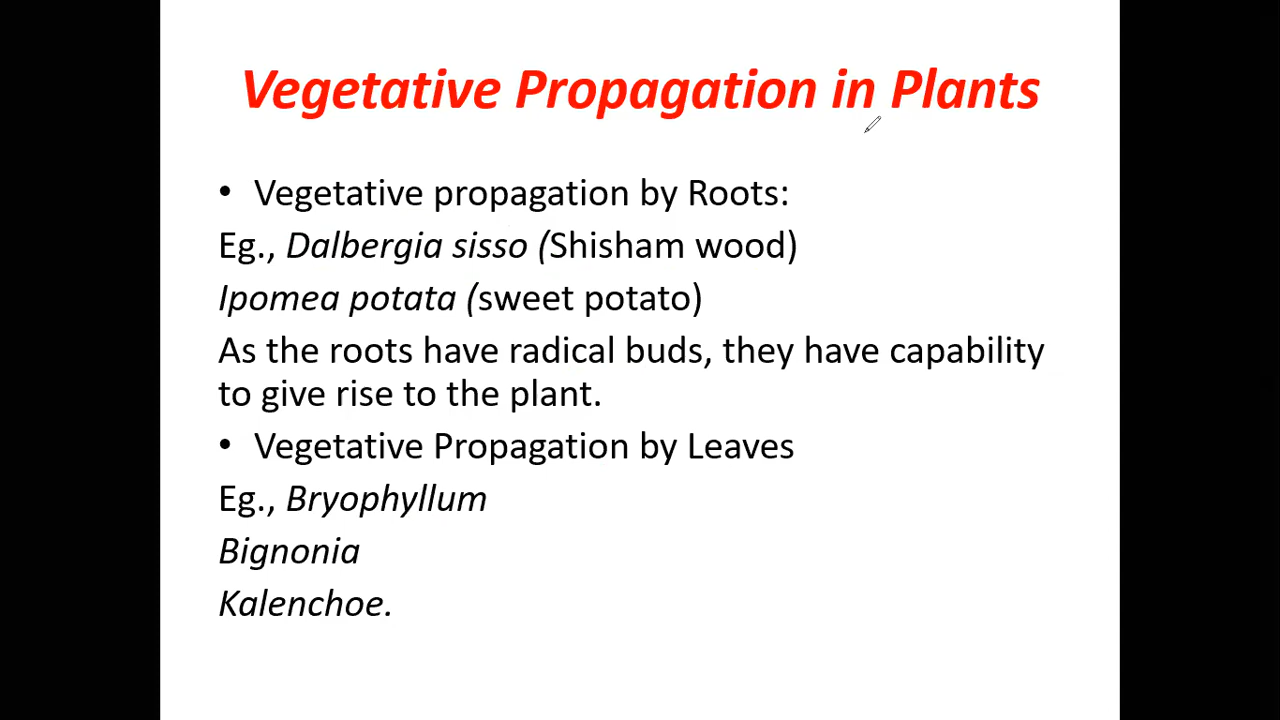 Vegetative Propagation in Plants
• Vegetative propagation by Roots:
Eg., Dalbergia sisso (Shisham wood)
Ipomea potata (sweet potato)
As the roots have radical buds, they have capability
to give rise to the plant.
• Vegetative Propagation by Leaves
Eg., Bryophyllum
Bignonia
Kalenchoe.